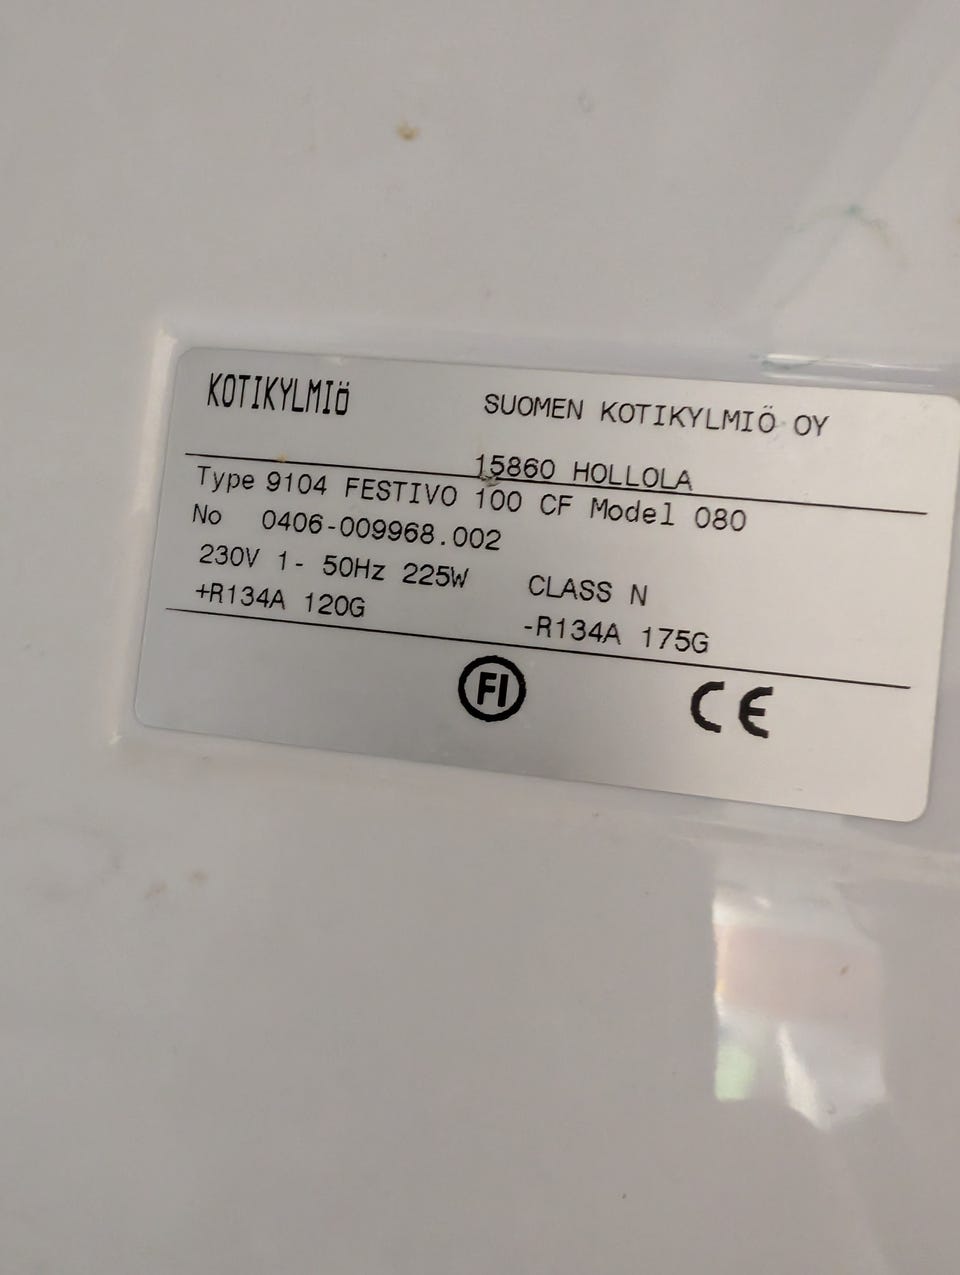 KOTIKYLMIÖ
SUOMEN KOTIKYLMIÖ OY
15860 HOLLOLA
Type 9104 FESTIVO 100 CF Model 080
No 0406-009968.002
230V 1- 50Hz 225W CLASS N
+R134A 120G -R134A 175G
FI CE